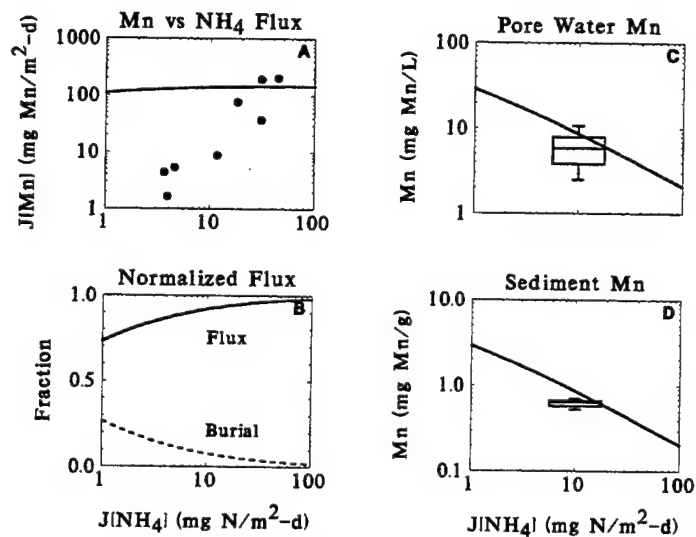 Mn vs NH4 Flux
A
J[Mn] (mg Mn/m2-d)
1000
100
10
1
1
10
100
Pore Water Mn
C
Mn (mg Mn/L)
100
10
1
Normalized Flux
B
Fraction
1.0
0.5
0.0
Flux
Burial
1
10
100
J[NH4] (mg N/m2-d)
Sediment Mn
D
Mn (mg Mn/g)
10.0
1.0
0.1
1
10
100
J[NH4] (mg N/m2-d)